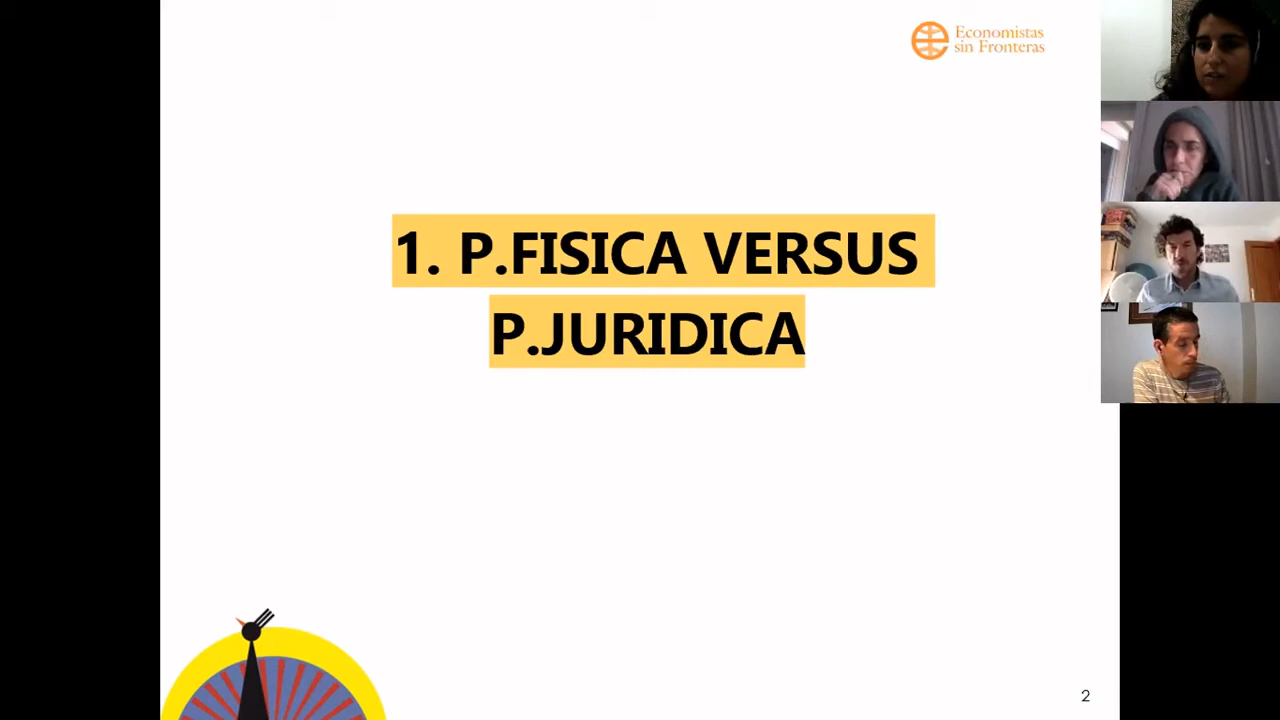 Economistas
sin Fronteras
1. P.FISICA VERSUS
P.JURIDICA
2